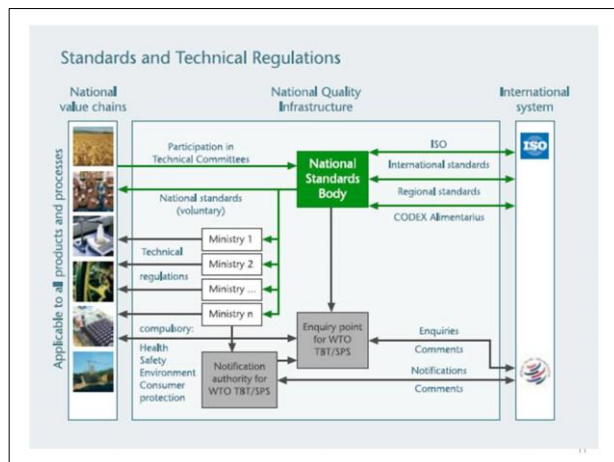 Standards and Technical Regulations
National
value chains
National Quality
Infrastructure
International
system
Applicable to all products and processes
Participation in
Technical Committees
National
Standards
Body
ISO
International standards
Regional standards
CODEX Alimentarius
ISO
National standards
(voluntary)
Ministry 1
Technical
Ministry 2
regulations
Ministry ...
Ministry n
compulsory:
Health
Safety
Environment
Consumer
protection
Notification
authority for
WTO TBT/SPS
Enquiry point
for WTO
TBT/SPS
Enquiries
Comments
Notifications
Comments